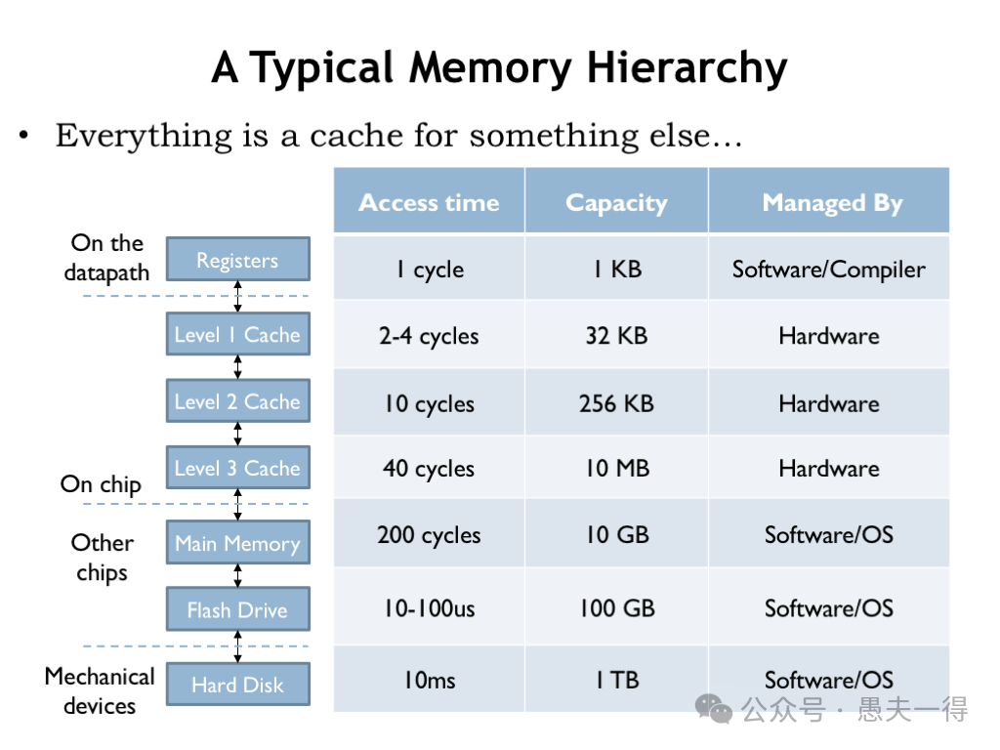 A Typical Memory Hierarchy
• Everything is a cache for something else…
Access time Capacity Managed By
On the
datapath
Registers 1 cycle 1 KB Software/Compiler
Level 1 Cache 2-4 cycles 32 KB Hardware
Level 2 Cache 10 cycles 256 KB Hardware
Level 3 Cache 40 cycles 10 MB Hardware
On chip
Other
chips
Main Memory 200 cycles 10 GB Software/OS
Flash Drive 10-100us 100 GB Software/OS
Mechanical
devices
Hard Disk 10ms 1 TB Software/OS
公众号 · 愚夫一得